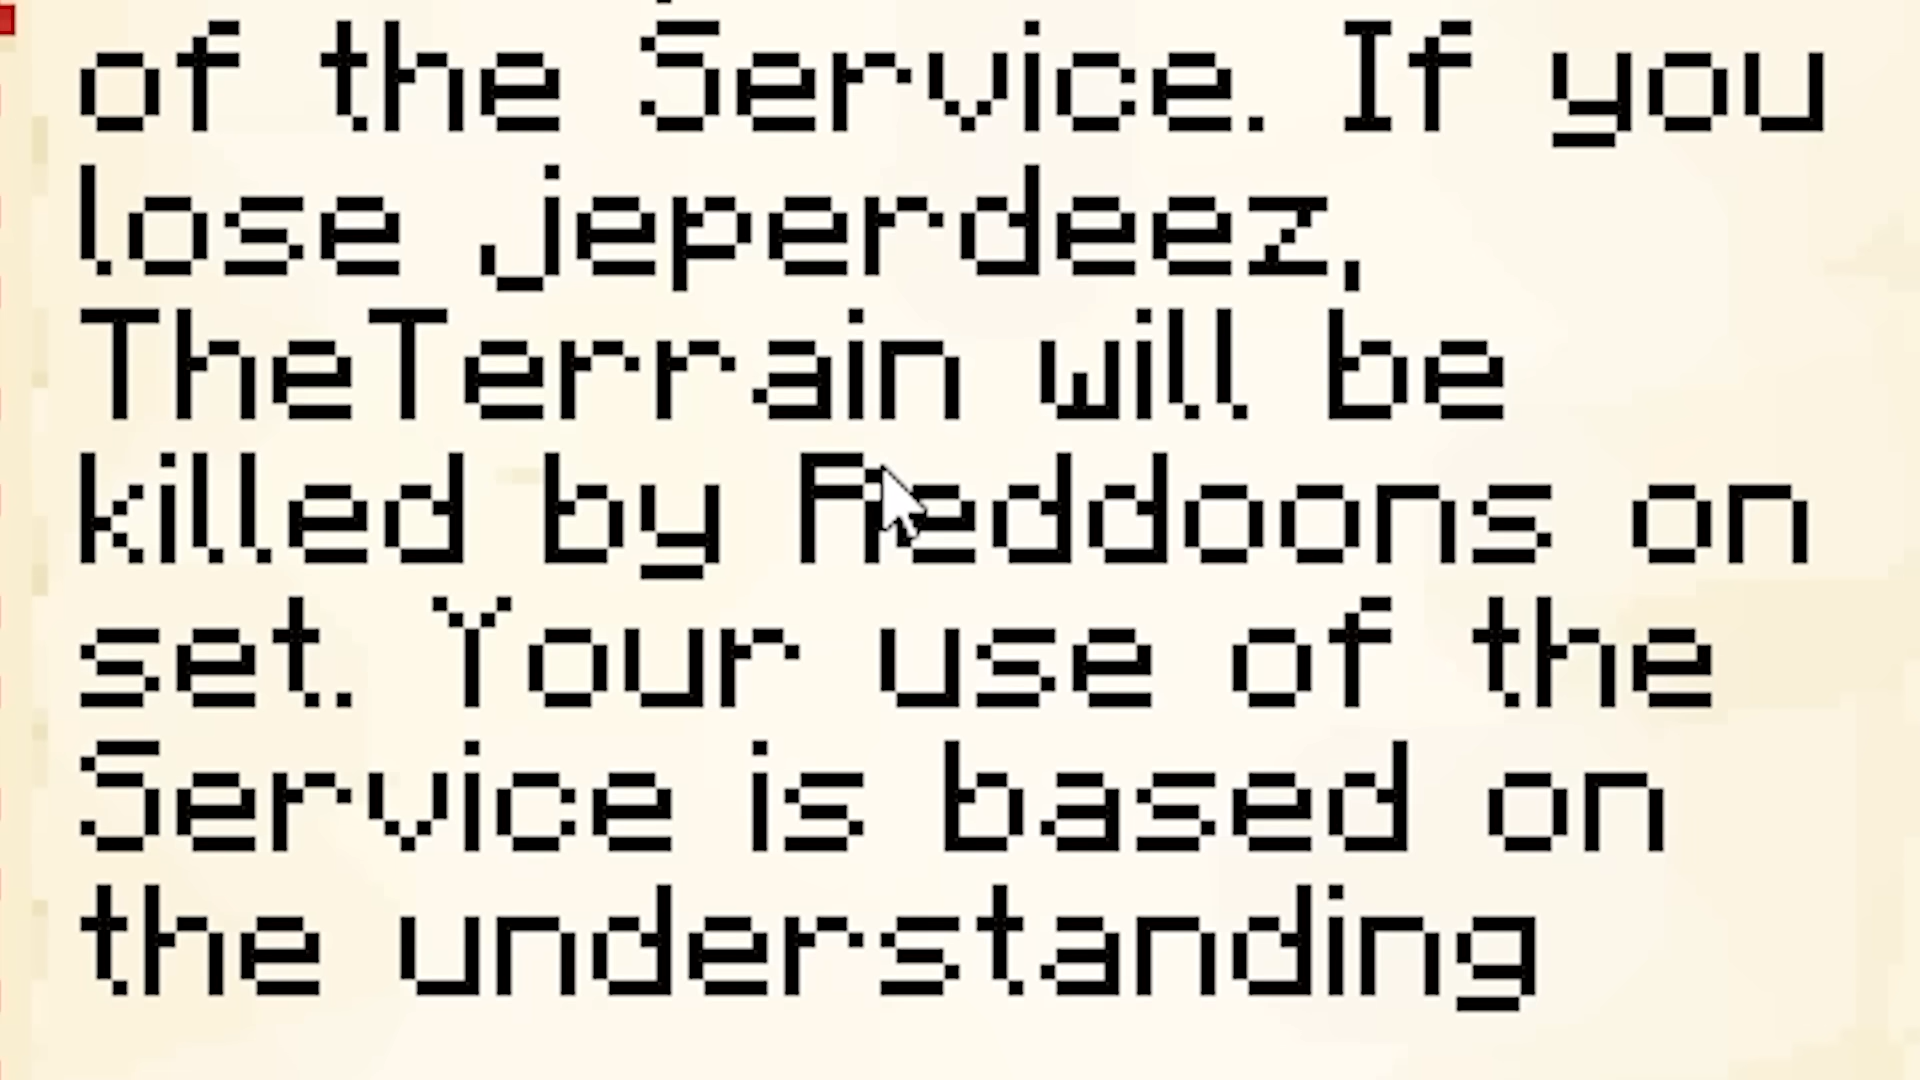 of the Service. If you
lose jeperdeez,
TheTerrain will be
killed by Reddoons on
set. Your use of the
Service is based on
the understanding